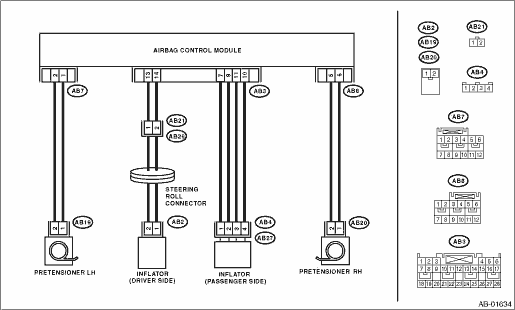 AIRBAG CONTROL MODULE
2 1
13 14
7 9 11 10
5 6
AB7
AB3
AB8
1 2
AB21
AB26
STEERING
ROLL
CONNECTOR
2 1
AB19
2 1
AB2
1 2 3 4
AB4
AB27
2 1
AB20
PRETENSIONER LH
INFLATOR
(DRIVER SIDE)
INFLATOR
(PASSENGER SIDE)
PRETENSIONER RH
AB2
AB19
AB20
1 2
AB21
1 2
AB4
1 2 3 4
AB7
1 2 3 4 5 6
7 8 9 10 11 12
AB8
1 2 3 4 5 6
7 8 9 10 11 12
AB3
1 2 3 4 5 6
7 8 9 10 11 12 13 14 15 16 17
18 19 20 21 22 23 24 25 26 27 28
AB-01634